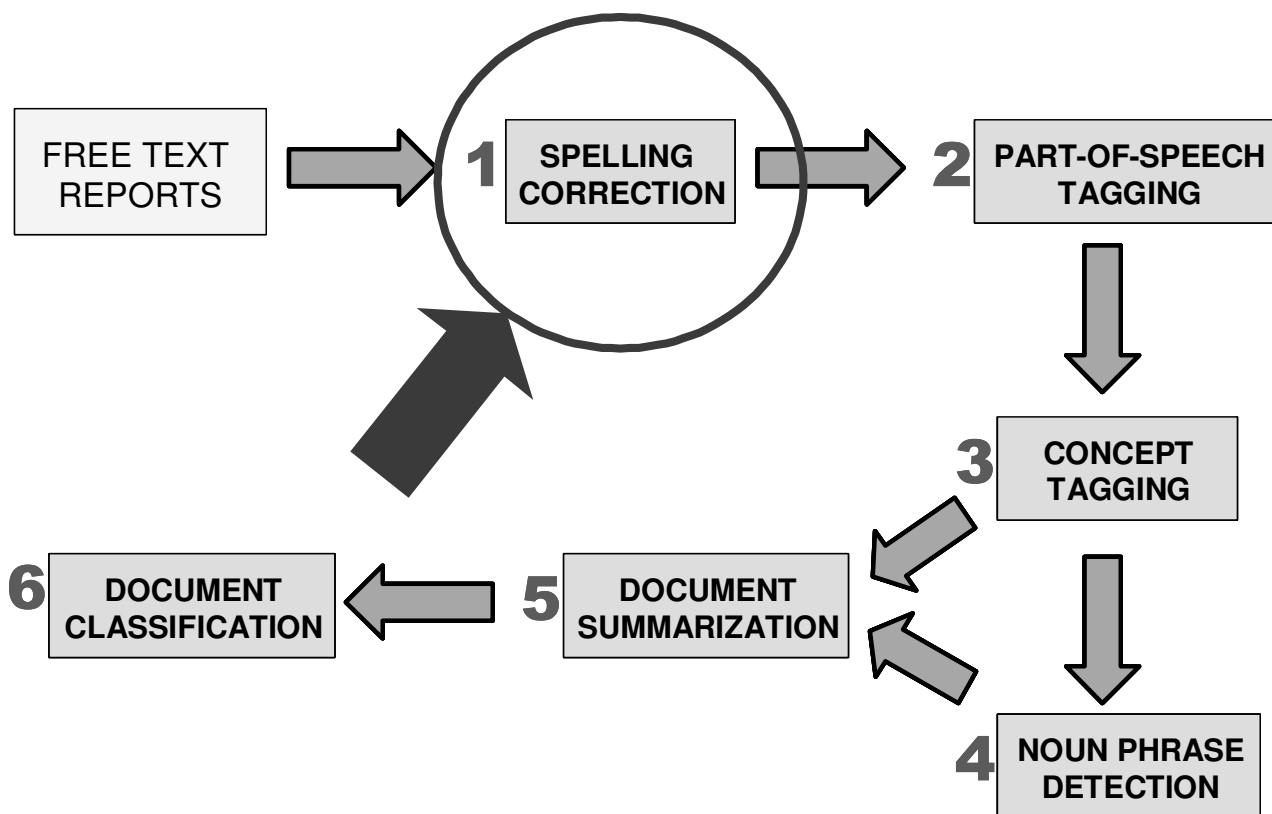 FREE TEXT
REPORTS
1
SPELLING
CORRECTION
2
PART-OF-SPEECH
TAGGING
3
CONCEPT
TAGGING
4
NOUN PHRASE
DETECTION
5
DOCUMENT
SUMMARIZATION
6
DOCUMENT
CLASSIFICATION